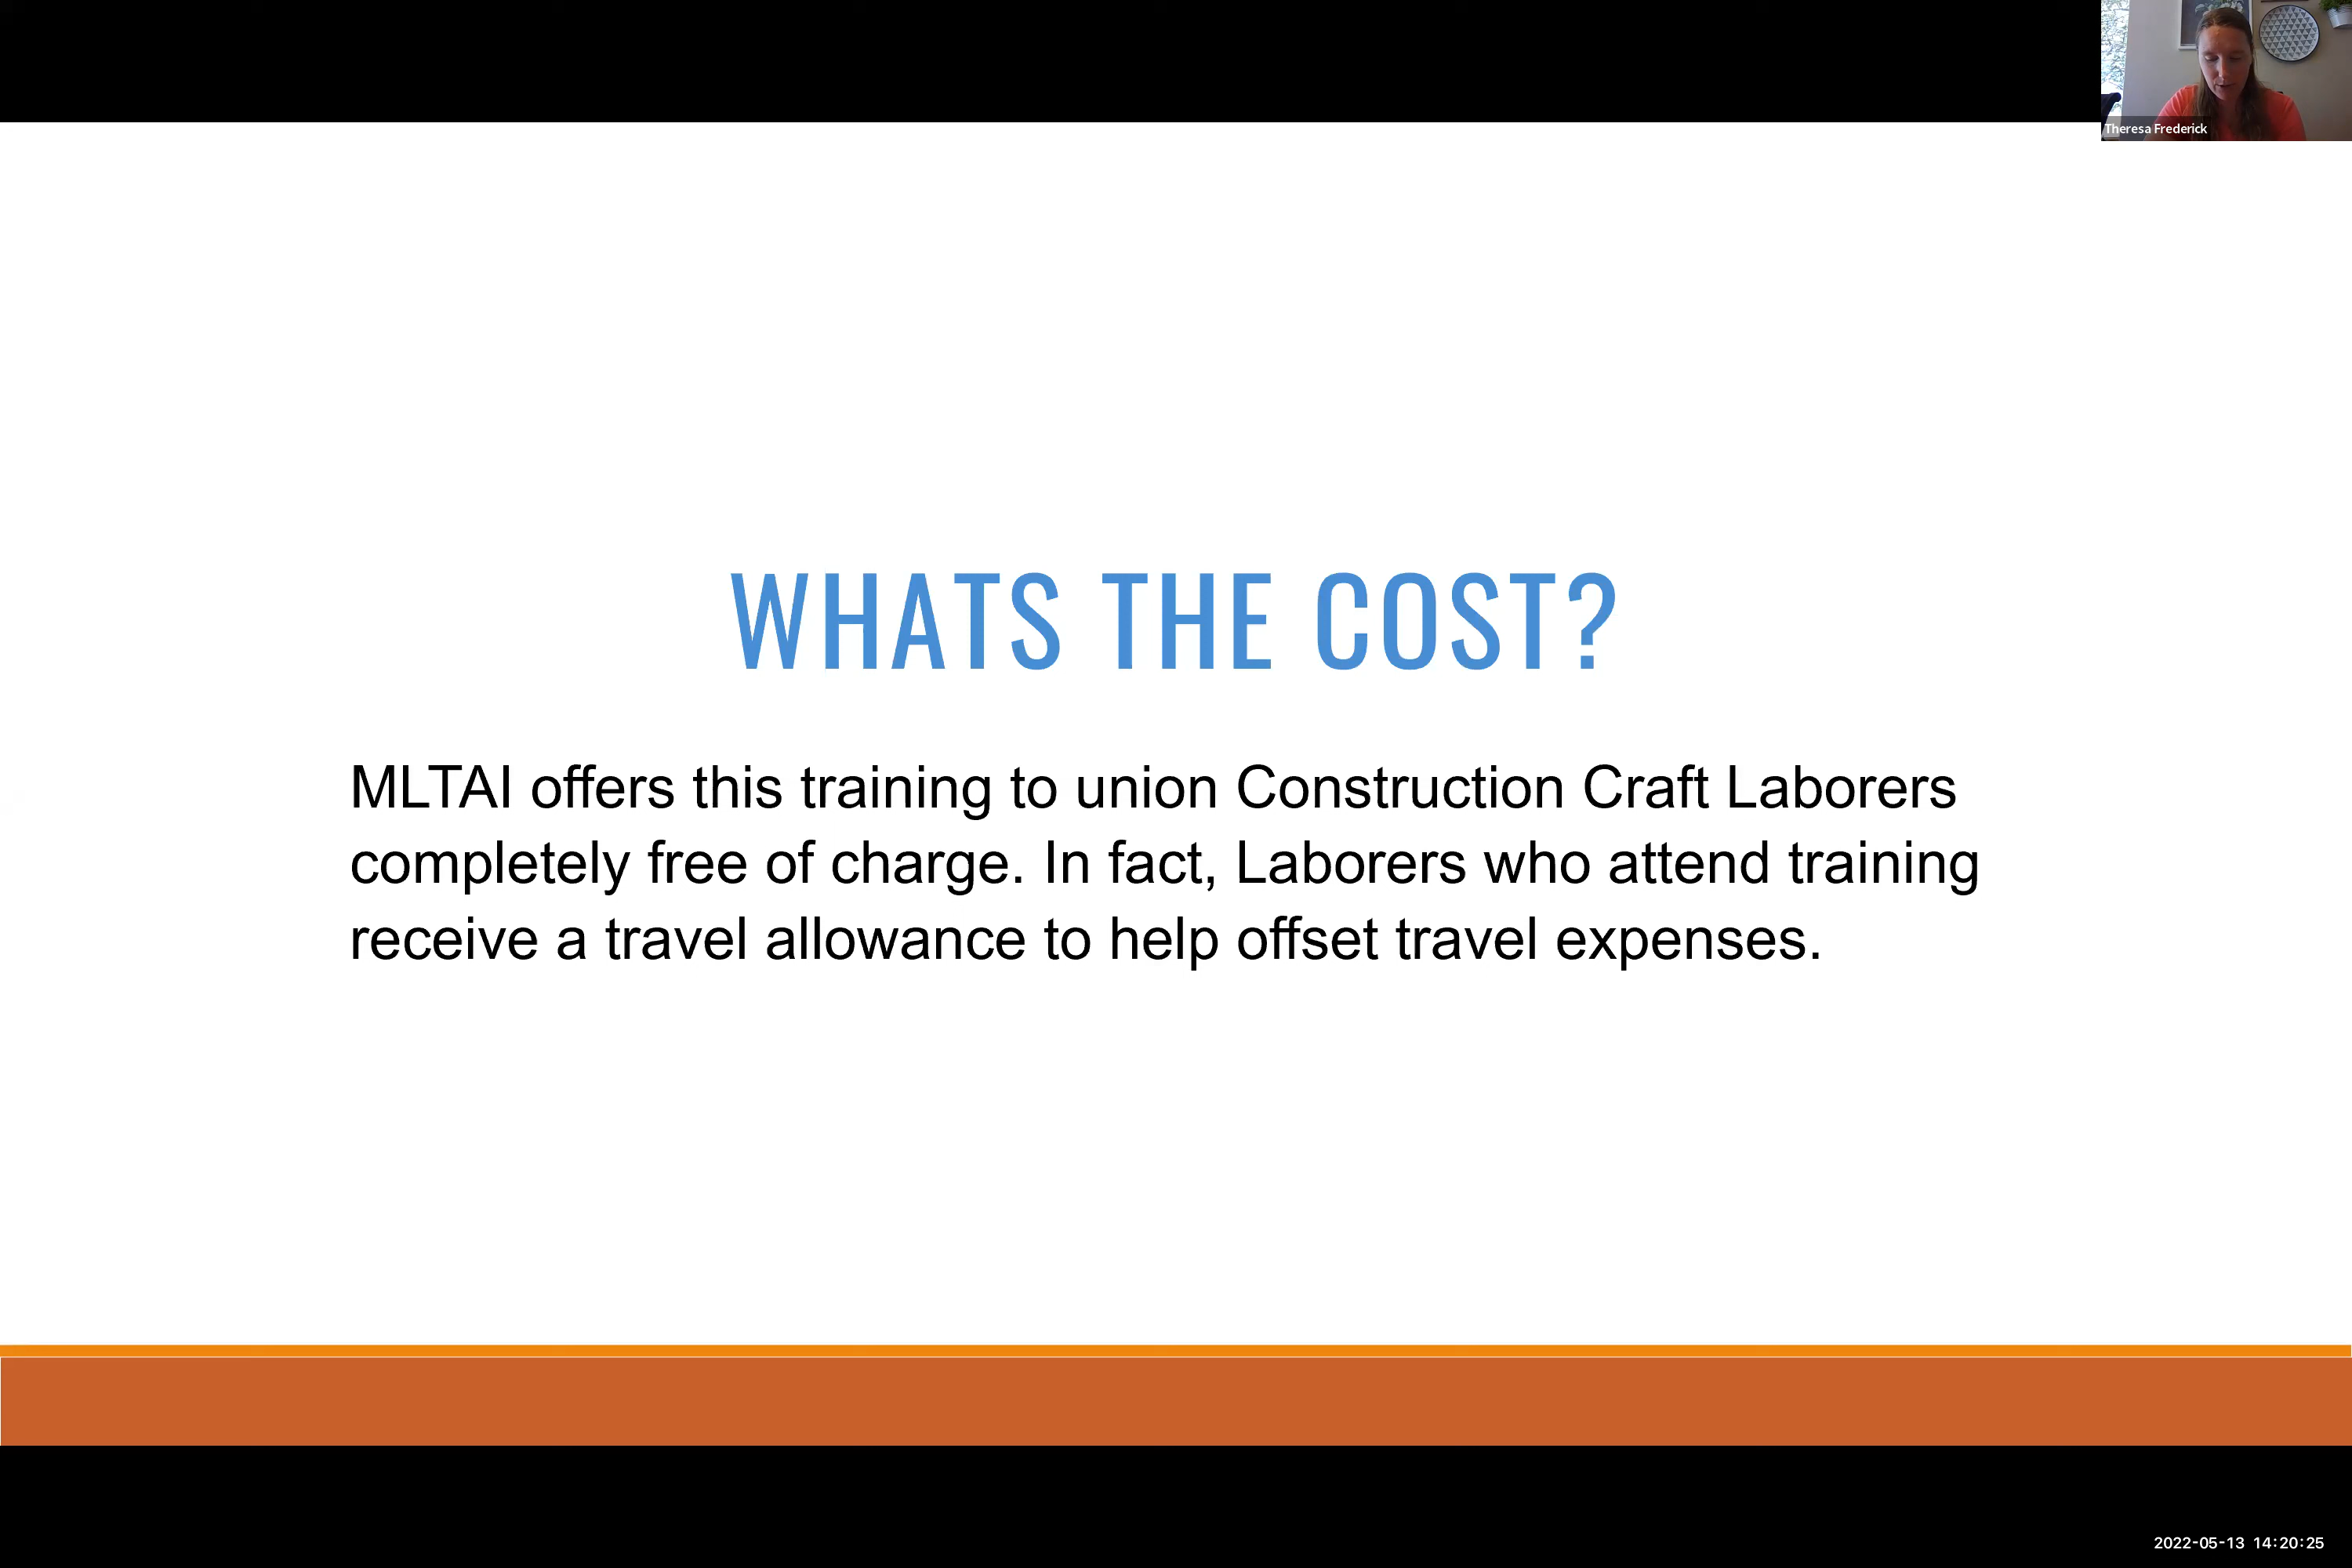 Theresa Frederick
WHATS THE COST?
MLTAI offers this training to union Construction Craft Laborers
completely free of charge. In fact, Laborers who attend training
receive a travel allowance to help offset travel expenses.
2022-05-13 14:20:25